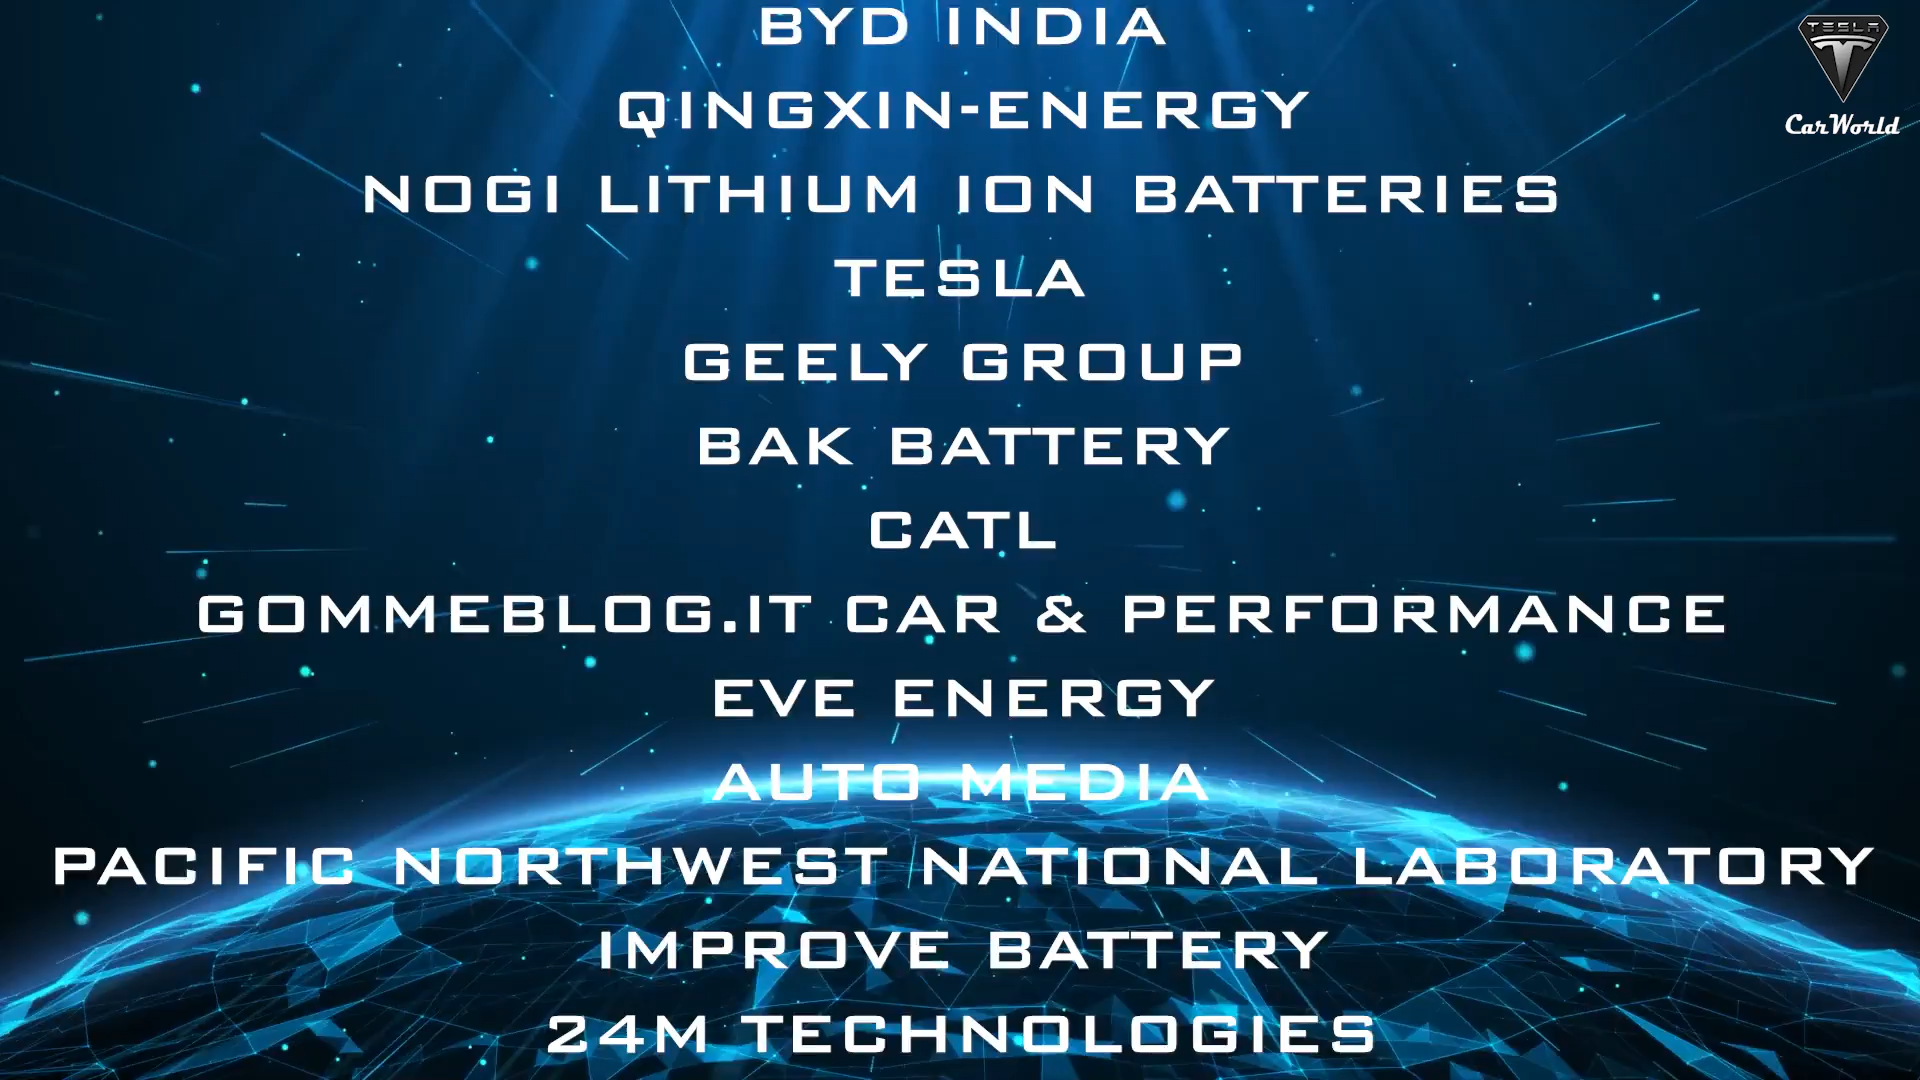 BYD INDIA
TESLA
CarWorld
QINGXIN-ENERGY
NOGI LITHIUM ION BATTERIES
TESLA
GEELY GROUP
BAK BATTERY
CATL
GOMMEBLOG.IT CAR & PERFORMANCE
EVE ENERGY
AUTO MEDIA
PACIFIC NORTHWEST NATIONAL LABORATORY
IMPROVE BATTERY
24M TECHNOLOGIES